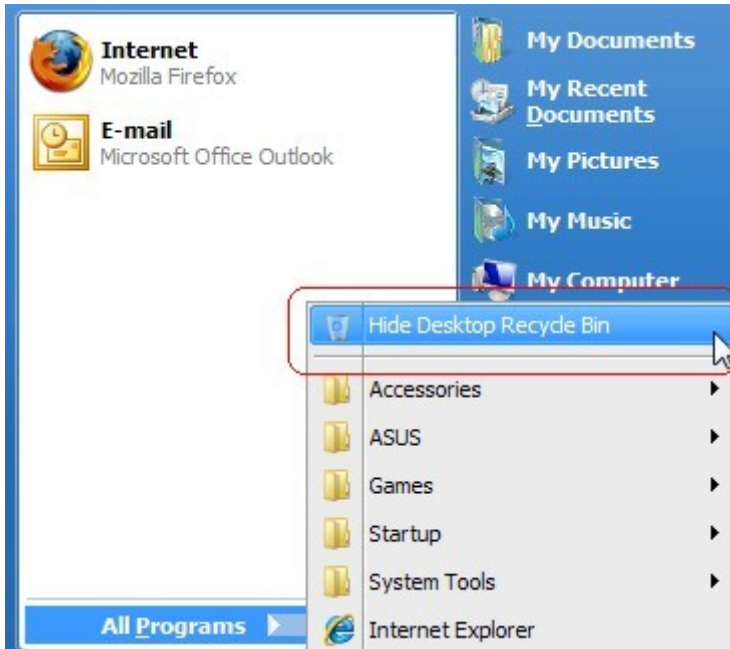 Internet
Mozilla Firefox
E-mail
Microsoft Office Outlook
My Documents
My Recent
Documents
My Pictures
My Music
My Computer
Hide Desktop Recycle Bin
Accessories
ASUS
Games
Startup
System Tools
Internet Explorer
All Programs